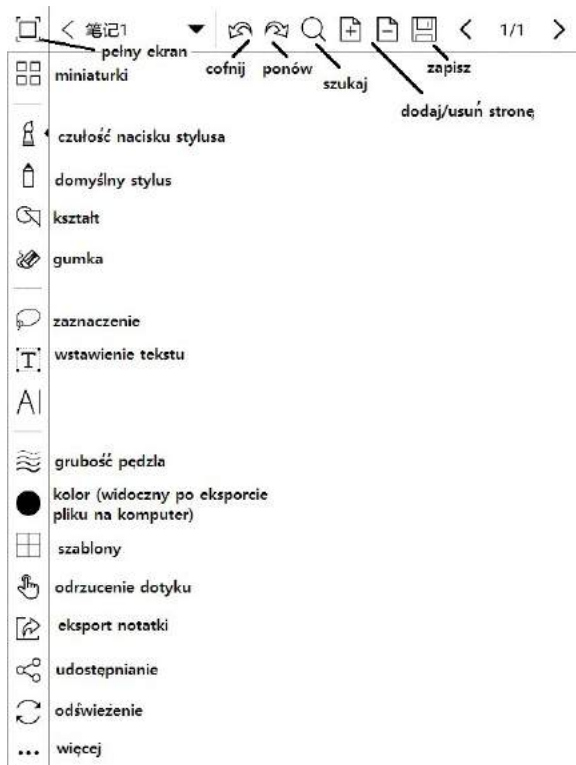 笔记1
1/1
pełny ekran
cofnij
ponów
szukaj
zapisz
dodaj/usuń stronę
miniaturki
czułość nacisku stylusa
domyślny stylus
kształt
gumka
zaznaczenie
T
wstawienie tekstu
A
grubość pędzla
kolor (widoczny po eksporcie
pliku na komputer)
szablony
odrzucenie dotyku
eksport notatki
udostępnianie
odświeżenie
więcej